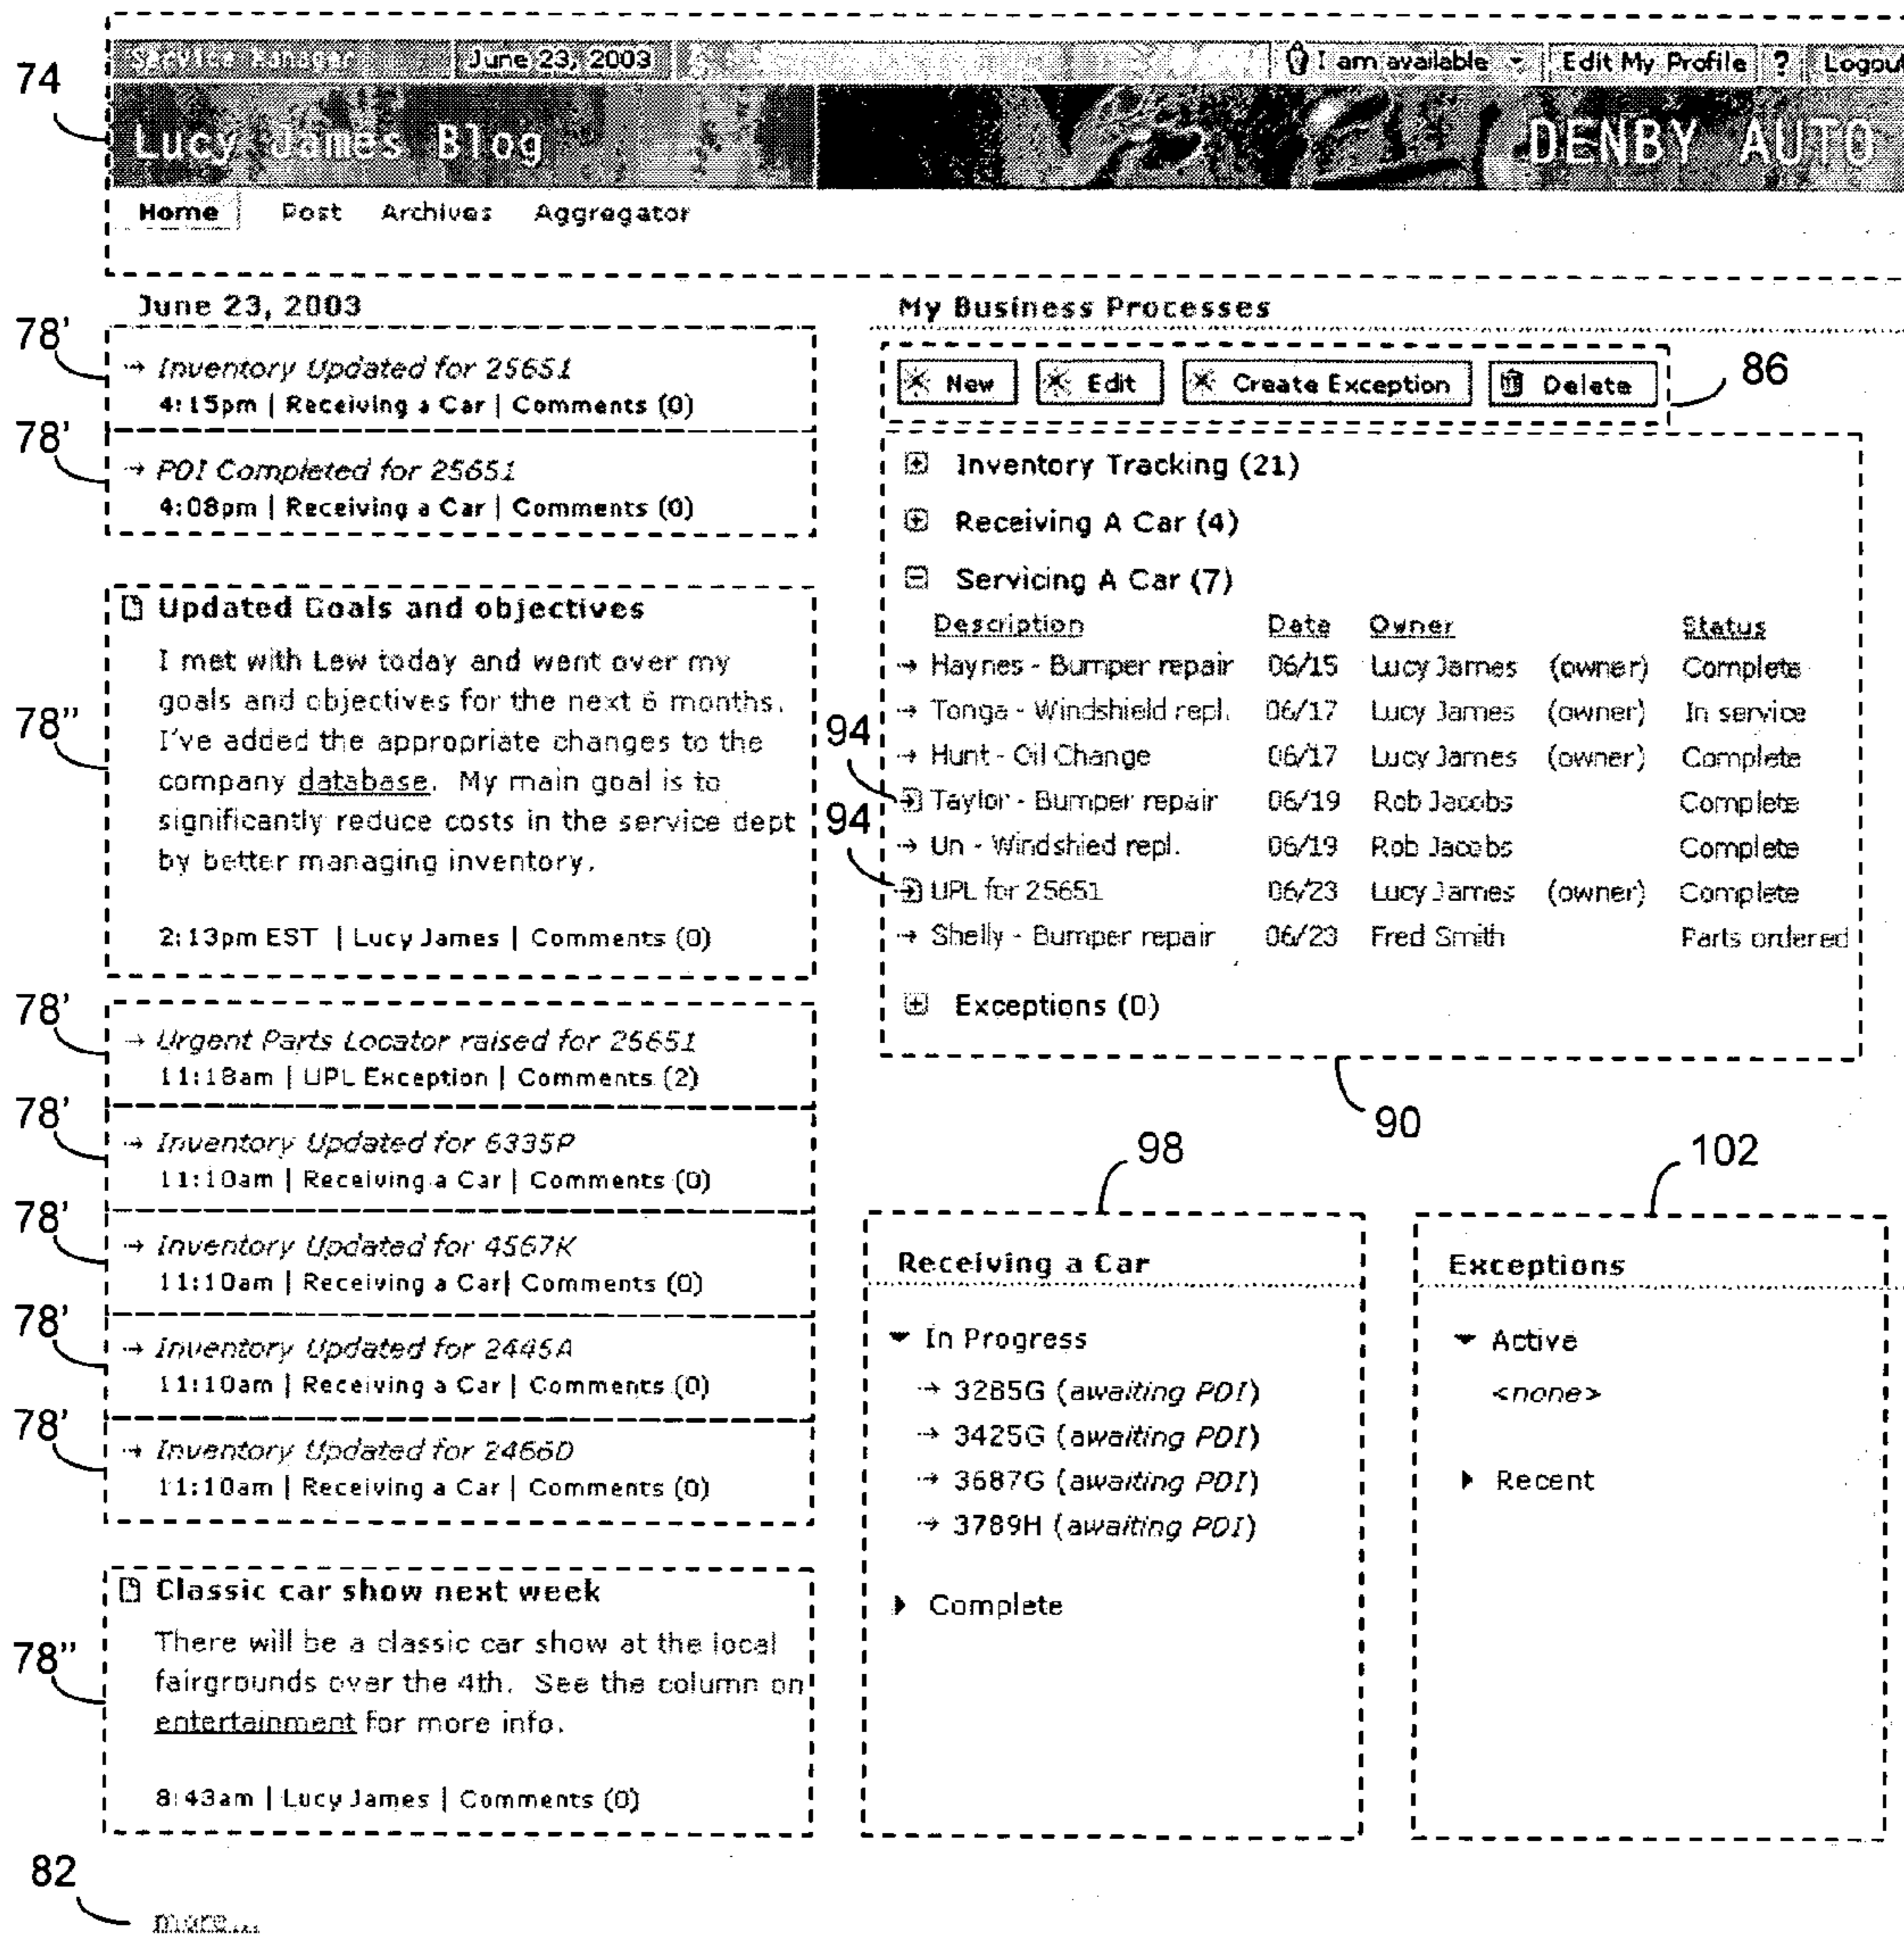 74
Service Manager June 23, 2003 I am available Edit My Profile ? Logout
Lucy James Blog DENBY AUTO
Home Post Archives Aggregator
June 23, 2003
78'
→ Inventory Updated for 25651
4:15pm | Receiving a Car | Comments (0)
78'
→ PDI Completed for 25651
4:08pm | Receiving a Car | Comments (0)
78''
Updated Goals and objectives
I met with Lew today and went over my
goals and objectives for the next 6 months.
I've added the appropriate changes to the
company database. My main goal is to
significantly reduce costs in the service dept
by better managing inventory.
2:13pm EST | Lucy James | Comments (0)
78'
→ Urgent Parts Locator raised for 25651
11:18am | UPL Exception | Comments (2)
78'
→ Inventory Updated for 6335P
11:10am | Receiving a Car | Comments (0)
78'
→ Inventory Updated for 4567K
11:10am | Receiving a Car| Comments (0)
78'
→ Inventory Updated for 2445A
11:10am | Receiving a Car | Comments (0)
78'
→ Inventory Updated for 2466D
11:10am | Receiving a Car | Comments (0)
78''
Classic car show next week
There will be a classic car show at the local
fairgrounds over the 4th. See the column on
entertainment for more info.
8:43am | Lucy James | Comments (0)
82
more...
My Business Processes
New Edit Create Exception Delete
86
Inventory Tracking (21)
Receiving A Car (4)
Servicing A Car (7)
Description Date Owner Status
→ Haynes - Bumper repair 06/15 Lucy James (owner) Complete
→ Tonga - Windshield repl. 06/17 Lucy James (owner) In service
94
→ Hunt - Oil Change 06/17 Lucy James (owner) Complete
Taylor - Bumper repair 06/19 Rob Jacobs Complete
94
→ Un - Windshied repl. 06/19 Rob Jacobs Complete
UPL for 25651 06/23 Lucy James (owner) Complete
→ Shelly - Bumper repair 06/23 Fred Smith Parts ordered
Exceptions (0)
90
98
Receiving a Car
In Progress
→ 3285G (awaiting PDI)
→ 3425G (awaiting PDI)
→ 3687G (awaiting PDI)
→ 3789H (awaiting PDI)
Complete
102
Exceptions
Active
<none>
Recent